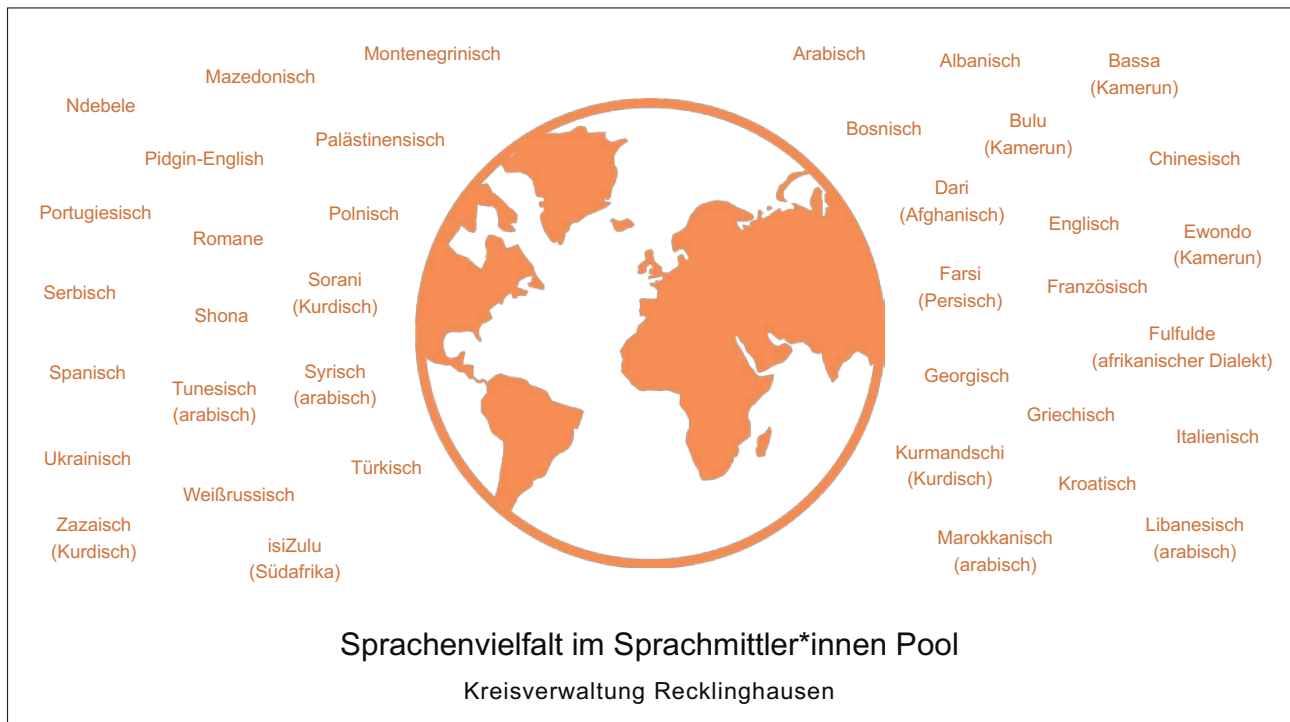 Montenegrinisch
Mazedonisch
Ndebele
Palästinensisch
Pidgin-English
Portugiesisch
Polnisch
Romane
Sorani
(Kurdisch)
Serbisch
Shona
Spanisch
Tunesisch
(arabisch)
Syrisch
(arabisch)
Ukrainisch
Türkisch
Weißrussisch
Zazaisch
(Kurdisch)
isiZulu
(Südafrika)
Arabisch
Albanisch
Bassa
(Kamerun)
Bosnisch
Bulu
(Kamerun)
Chinesisch
Dari
(Afghanisch)
Englisch
Ewondo
(Kamerun)
Farsi
(Persisch)
Französisch
Fulfulde
(afrikanischer Dialekt)
Georgisch
Griechisch
Italienisch
Kurmandschi
(Kurdisch)
Kroatisch
Libanesisch
(arabisch)
Marokkanisch
(arabisch)
Sprachenvielfalt im Sprachmittler*innen Pool
Kreisverwaltung Recklinghausen